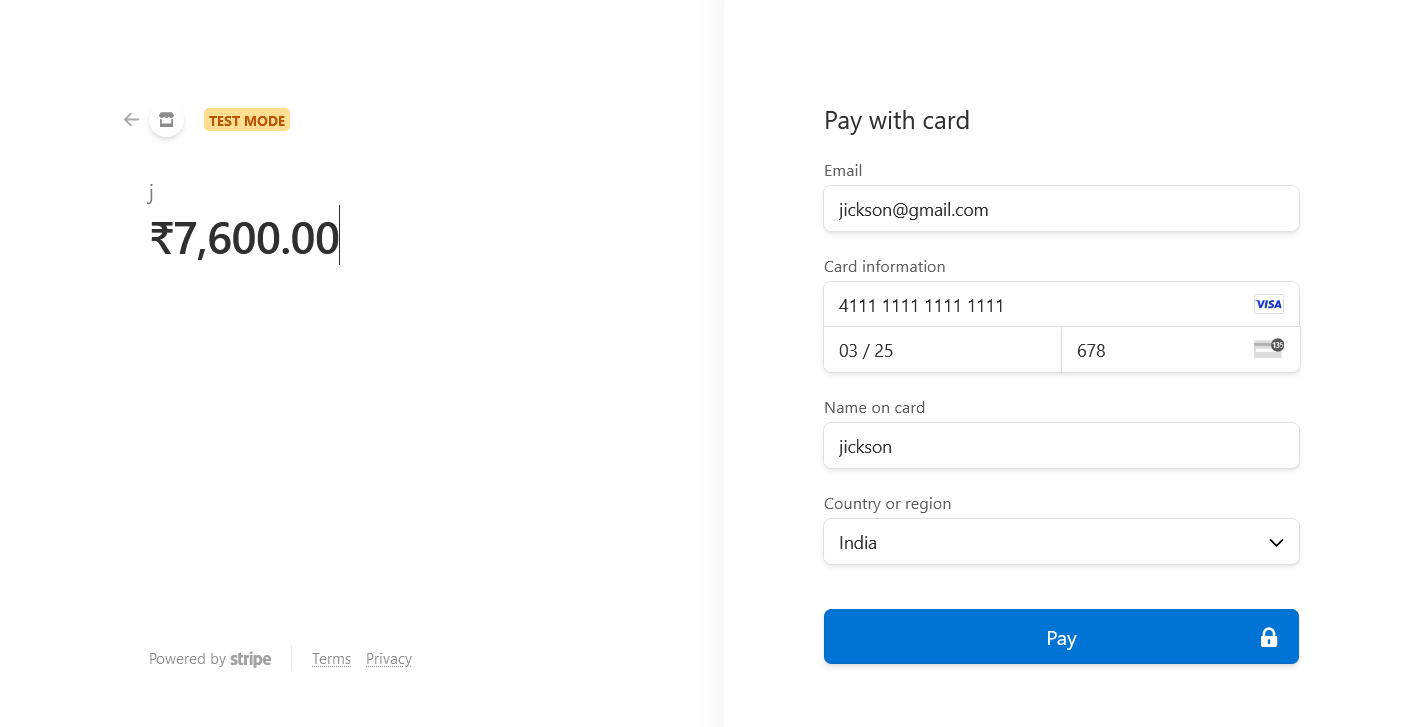 TEST MODE
j
₹7,600.00
Powered by stripe
Terms
Privacy
Pay with card
Email
jickson@gmail.com
Card information
4111 1111 1111 1111
VISA
03 / 25
678
135
Name on card
jickson
Country or region
India
Pay